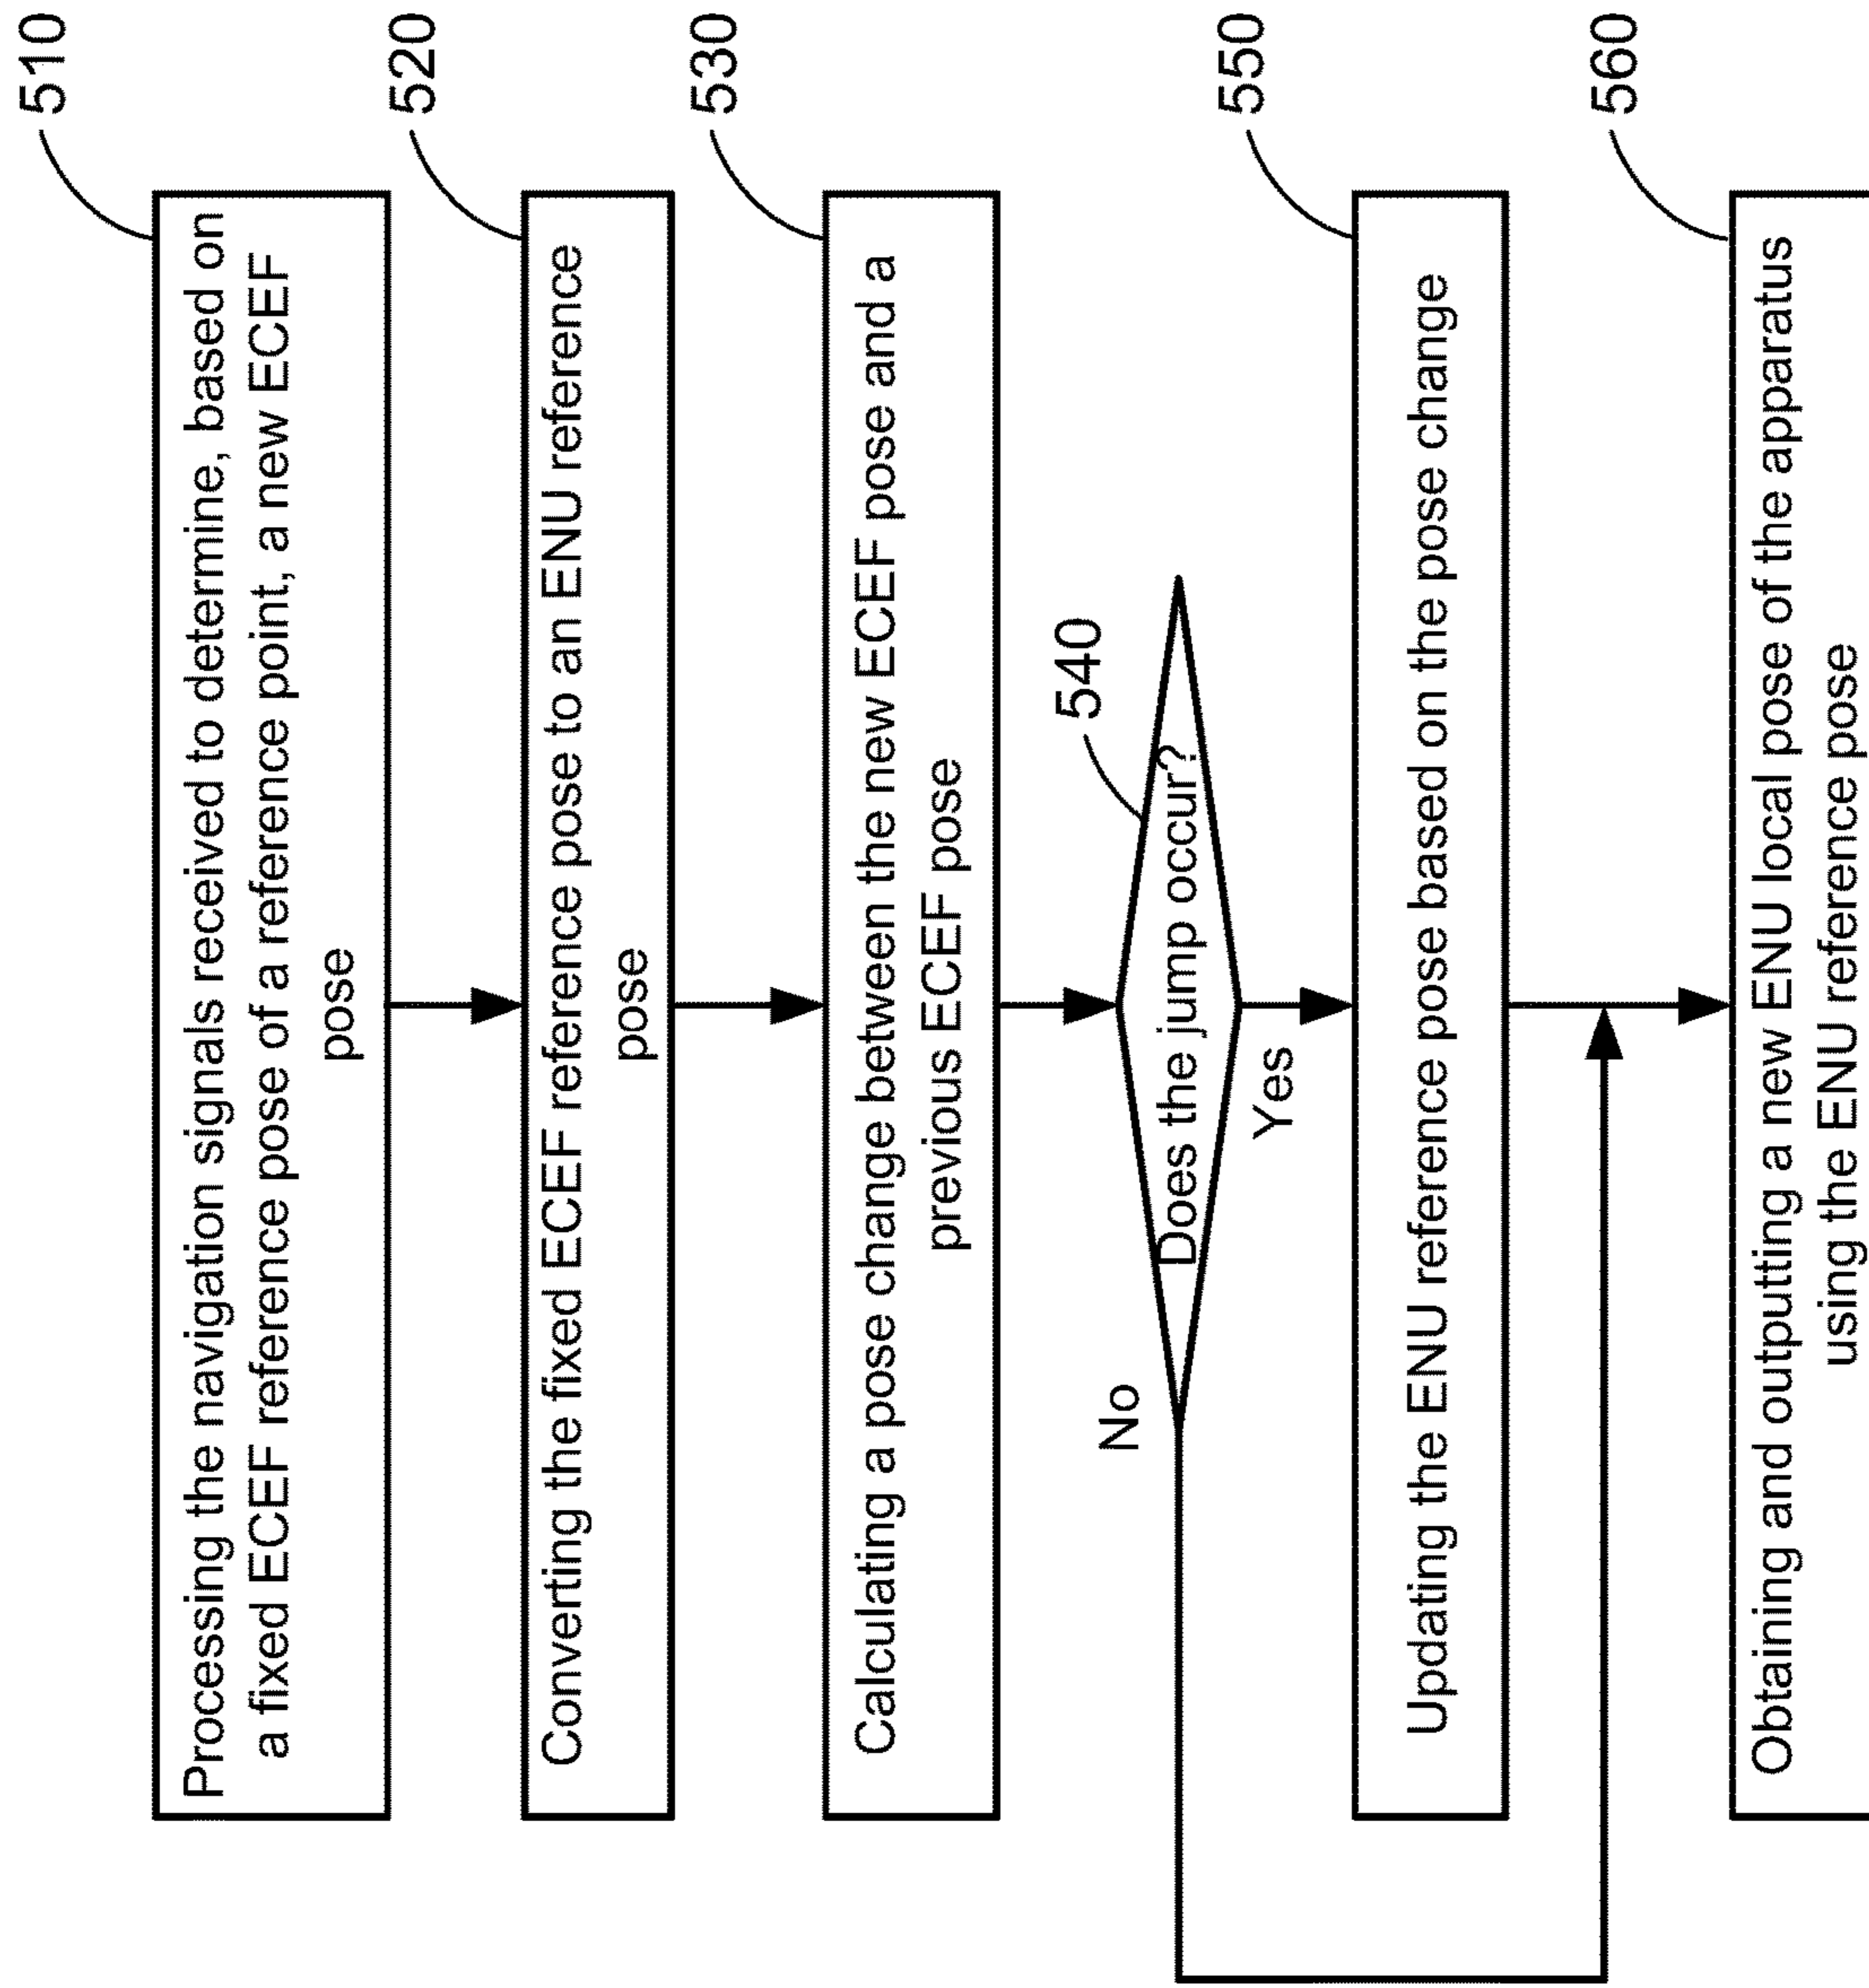 510
Processing the navigation signals received to determine, based on
a fixed ECEF reference pose of a reference point, a new ECEF
pose
520
Converting the fixed ECEF reference pose to an ENU reference
pose
530
Calculating a pose change between the new ECEF pose and a
previous ECEF pose
540
Does the jump occur?
No
Yes
550
Updating the ENU reference pose based on the pose change
560
Obtaining and outputting a new ENU local pose of the apparatus
using the ENU reference pose